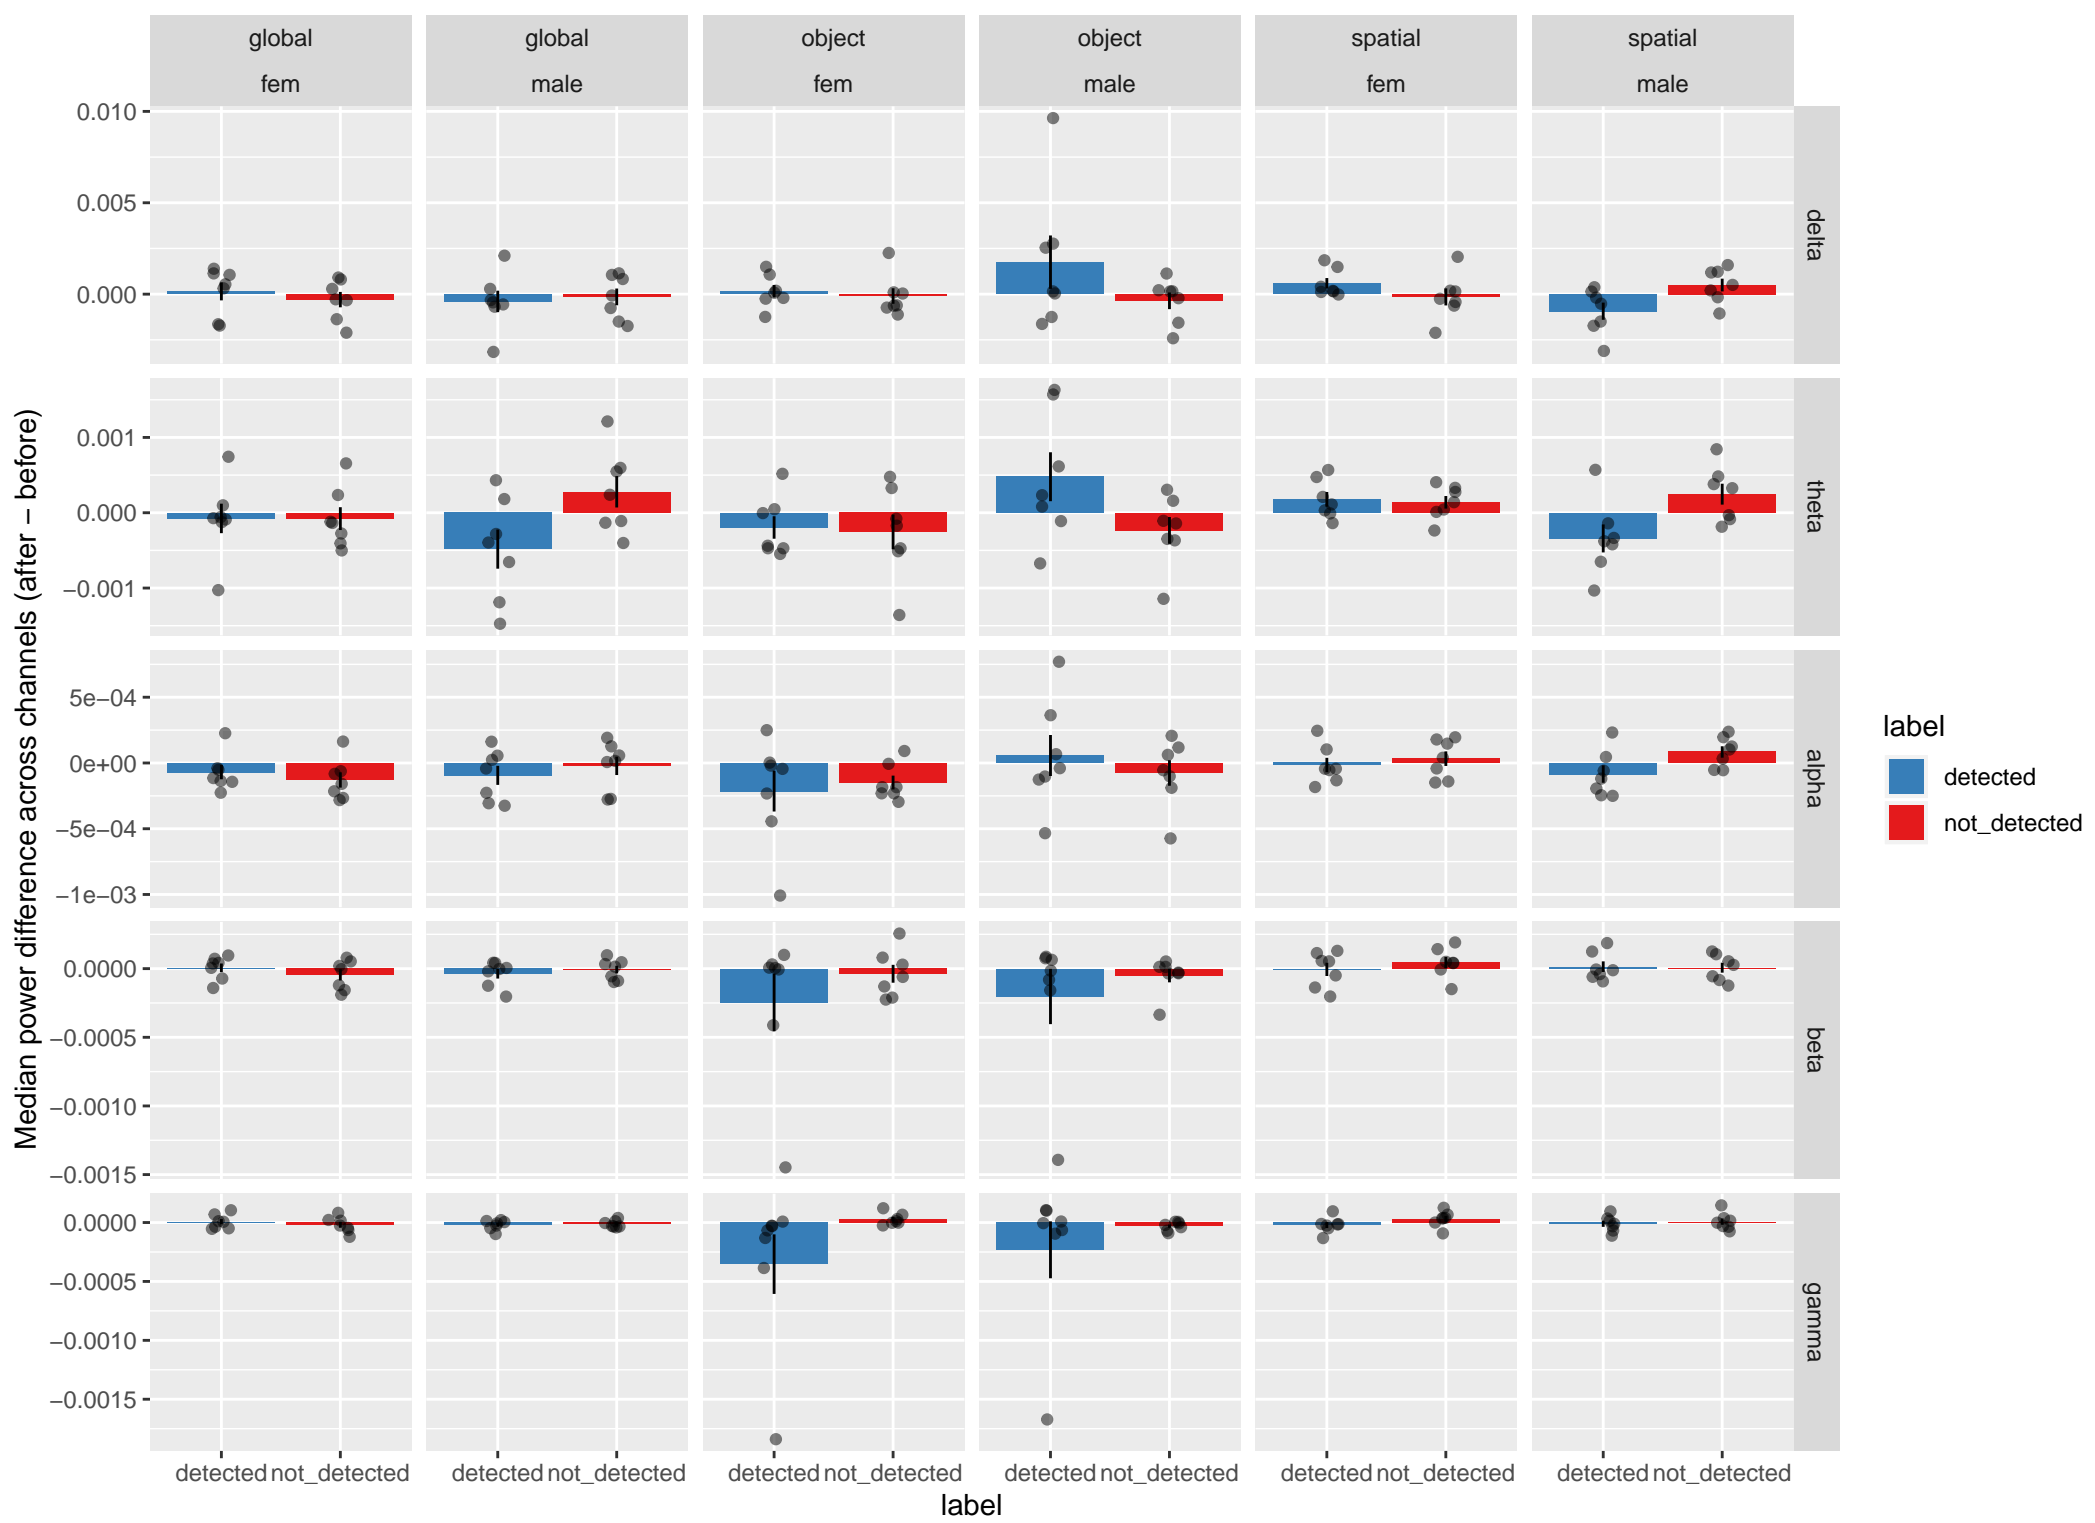 global global object object spatial spatial
fem male fem male fem male
0.010
0.005
0.000
delta
0.001
0.000
−0.001
theta
5e−04
0e+00
−5e−04
−1e−03
alpha
0.0000
−0.0005
−0.0010
−0.0015
beta
0.0000
−0.0005
−0.0010
−0.0015
gamma
detected not_detected detected not_detected detected not_detected detected not_detected detected not_detected detected not_detected
label
Median power difference across channels (after − before)
label
detected
not_detected